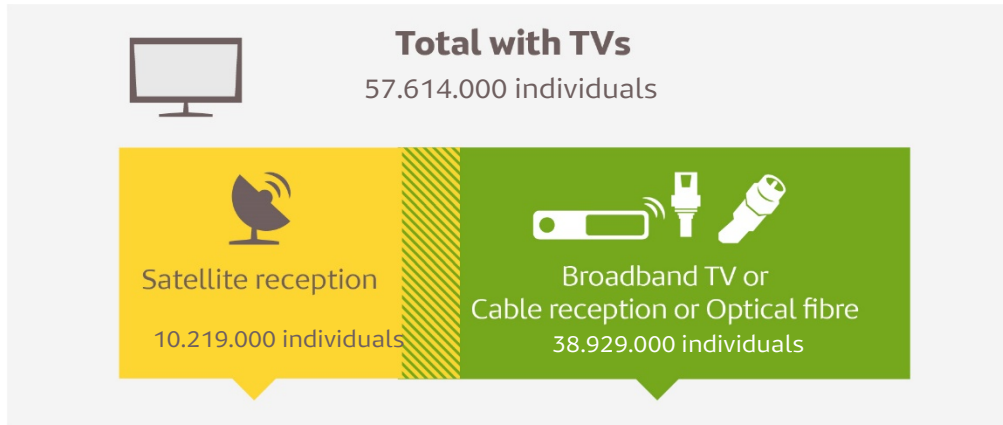 Total with TVs
57.614.000 individuals
Satellite reception
10.219.000 individuals
Broadband TV or
Cable reception or Optical fibre
38.929.000 individuals